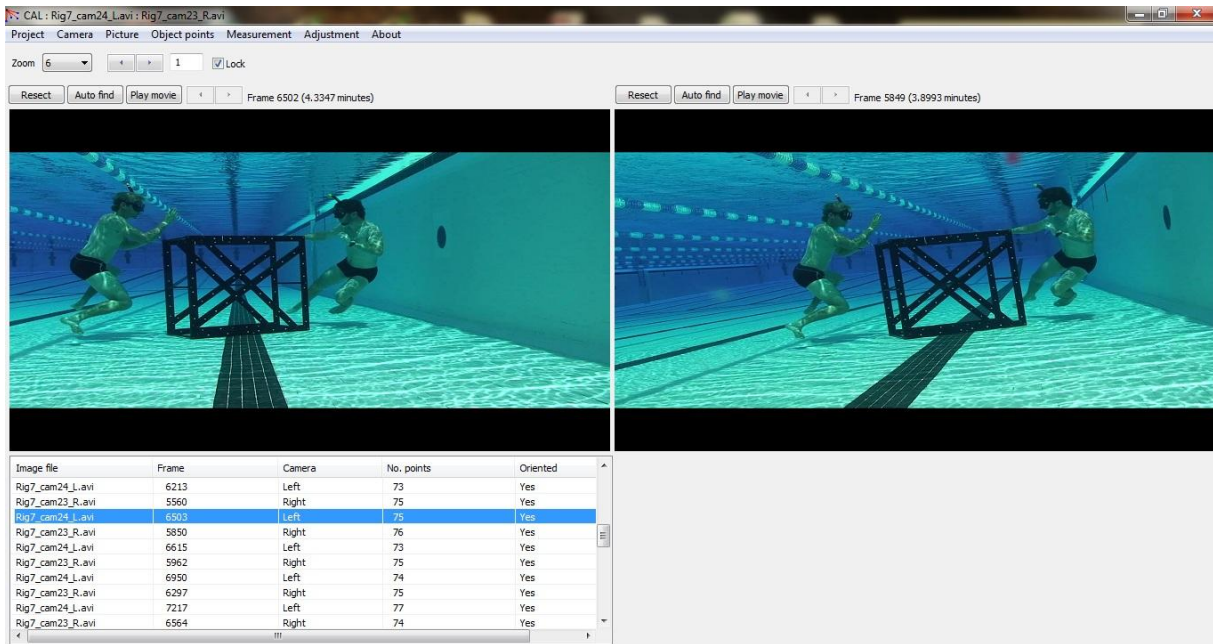 CAL : Rig7_cam24_L.avi : Rig7_cam23_R.avi
Project Camera Picture Object points Measurement Adjustment About
Zoom 6 1 Lock
Resect Auto find Play movie Frame 6502 (4.3347 minutes)
Resect Auto find Play movie Frame 5849 (3.8993 minutes)
Image file Frame Camera No. points Oriented
Rig7_cam24_L.avi 6213 Left 73 Yes
Rig7_cam23_R.avi 5560 Right 75 Yes
Rig7_cam24_L.avi 6503 Left 75 Yes
Rig7_cam23_R.avi 5850 Right 76 Yes
Rig7_cam24_L.avi 6615 Left 73 Yes
Rig7_cam23_R.avi 5962 Right 75 Yes
Rig7_cam24_L.avi 6950 Left 74 Yes
Rig7_cam23_R.avi 6297 Right 75 Yes
Rig7_cam24_L.avi 7217 Left 77 Yes
Rig7_cam23_R.avi 6564 Right 74 Yes